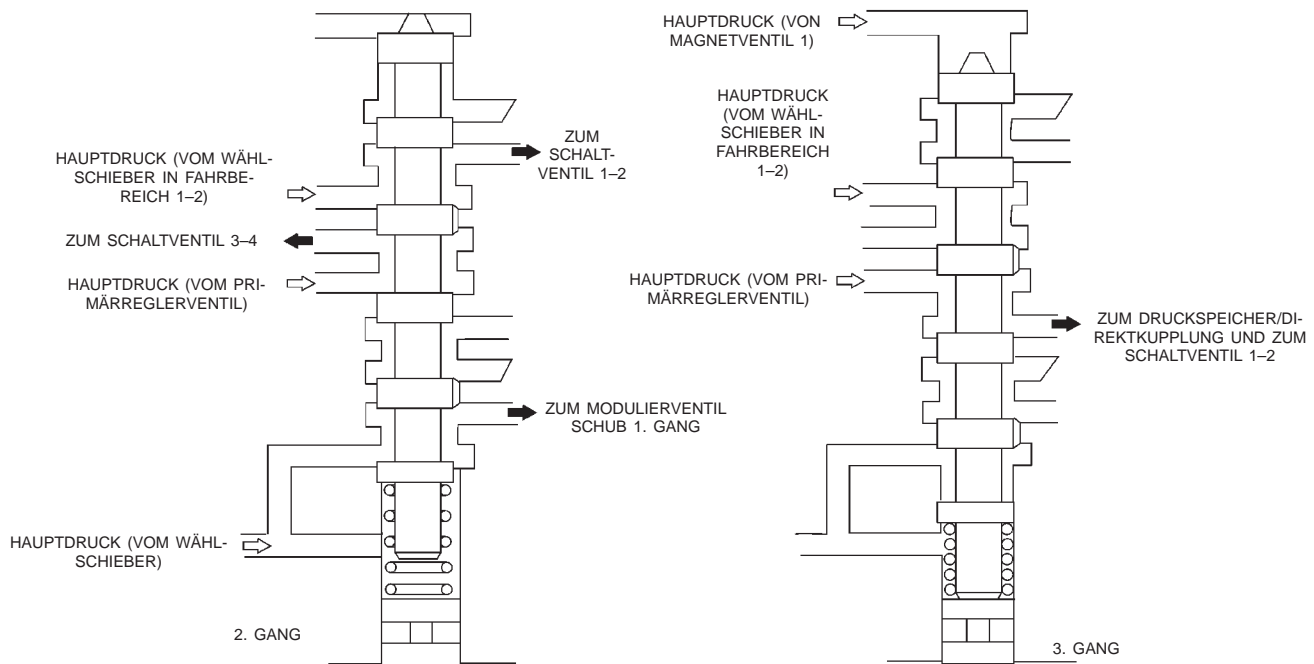 HAUPTDRUCK (VOM WÄHL-
SCHIEBER IN FAHRBE-
REICH 1–2)
ZUM SCHALTVENTIL 3–4
HAUPTDRUCK (VOM PRI-
MÄRREGLERVENTIL)
HAUPTDRUCK (VOM WÄHL-
SCHIEBER)
ZUM
SCHALT-
VENTIL 1–2
ZUM MODULIERVENTIL
SCHUB 1. GANG
2. GANG
HAUPTDRUCK (VON
MAGNETVENTIL 1)
HAUPTDRUCK
(VOM WÄHL-
SCHIEBER IN
FAHRBEREICH
1–2)
HAUPTDRUCK (VOM PRI-
MÄRREGLERVENTIL)
ZUM DRUCKSPEICHER/DI-
REKTKUPPLUNG UND ZUM
SCHALTVENTIL 1–2
3. GANG